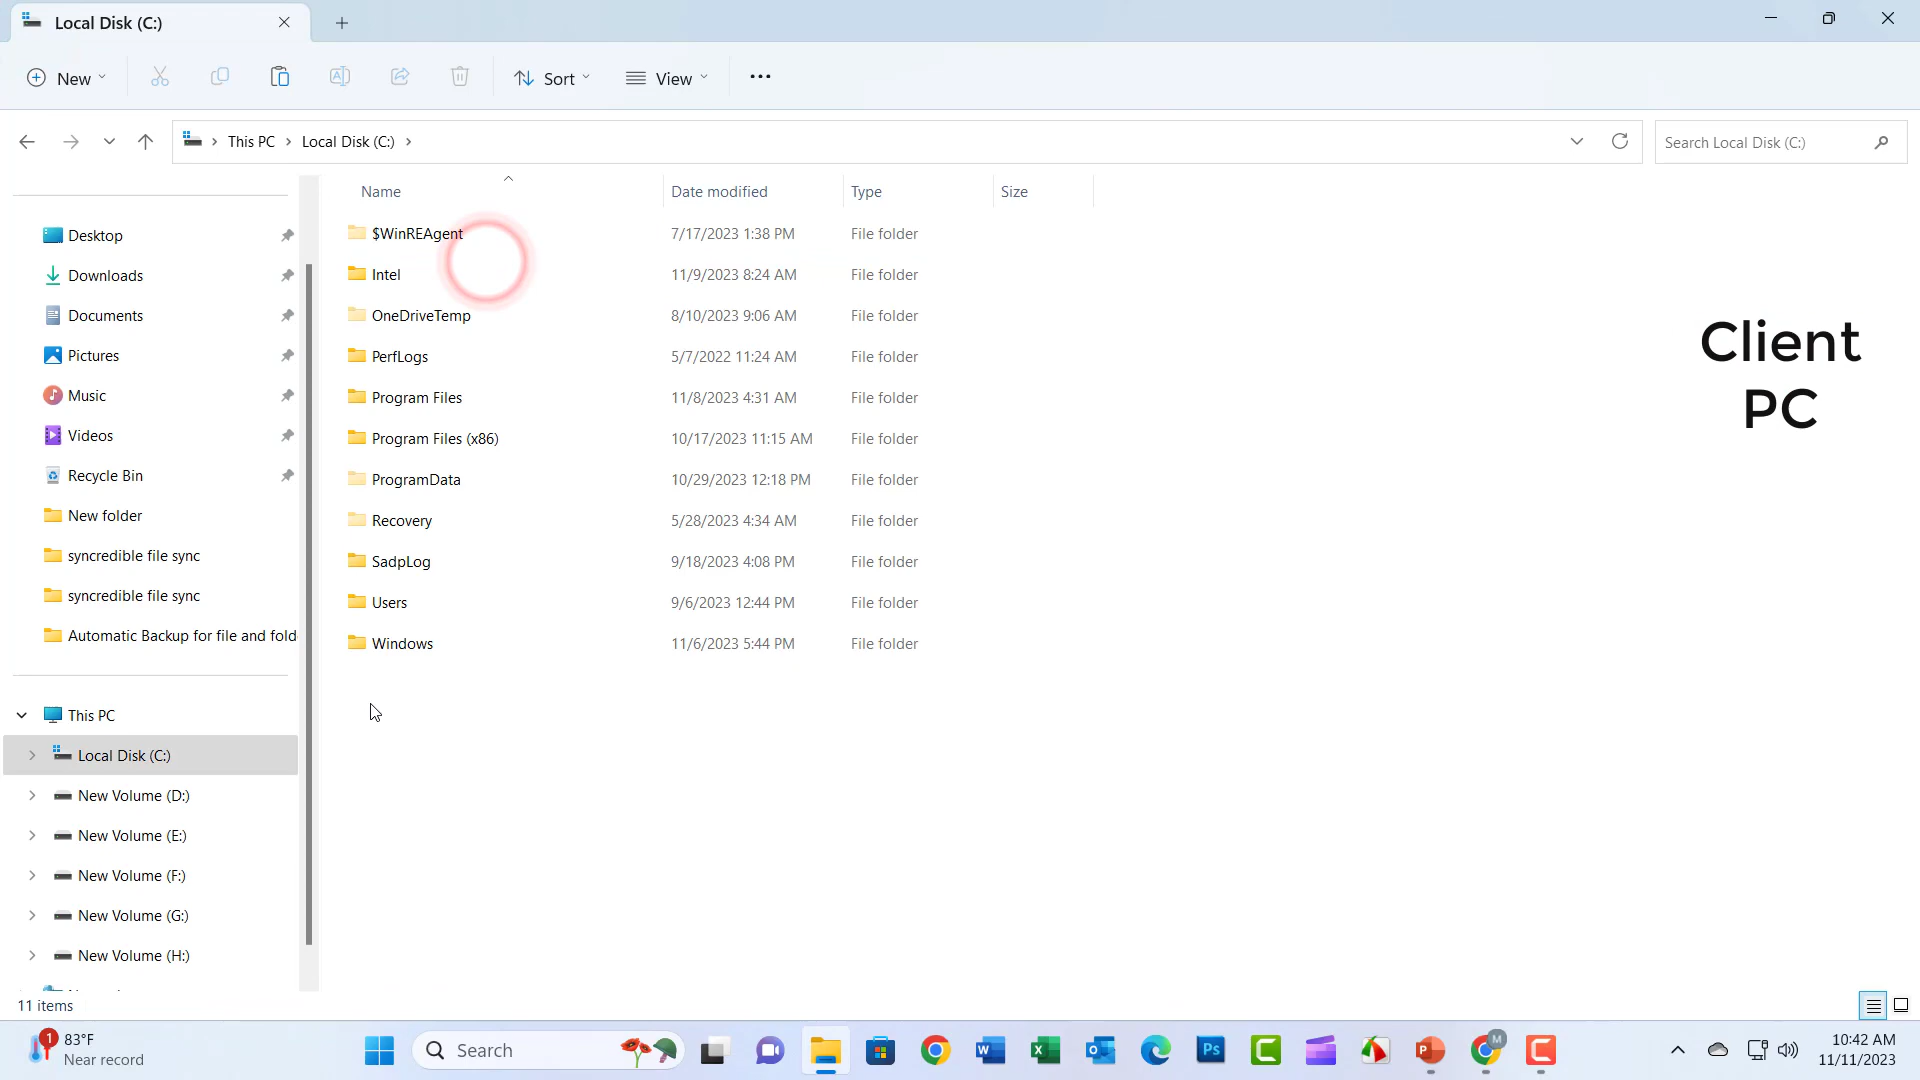 Local Disk (C:)
New
Sort
View
This PC
Local Disk (C:)
Search Local Disk (C:)
Name
Date modified
Type
Size
Desktop
Downloads
Documents
Pictures
Music
Videos
Recycle Bin
New folder
syncredible file sync
syncredible file sync
Automatic Backup for file and fold
This PC
Local Disk (C:)
New Volume (D:)
New Volume (E:)
New Volume (F:)
New Volume (G:)
New Volume (H:)
$WinREAgent 7/17/2023 1:38 PM File folder
Intel 11/9/2023 8:24 AM File folder
OneDriveTemp 8/10/2023 9:06 AM File folder
PerfLogs 5/7/2022 11:24 AM File folder
Program Files 11/8/2023 4:31 AM File folder
Program Files (x86) 10/17/2023 11:15 AM File folder
ProgramData 10/29/2023 12:18 PM File folder
Recovery 5/28/2023 4:34 AM File folder
SadpLog 9/18/2023 4:08 PM File folder
Users 9/6/2023 12:44 PM File folder
Windows 11/6/2023 5:44 PM File folder
Client
PC
11 items
1
83°F
Near record
Search
W
X
Ps
P
M
10:42 AM
11/11/2023